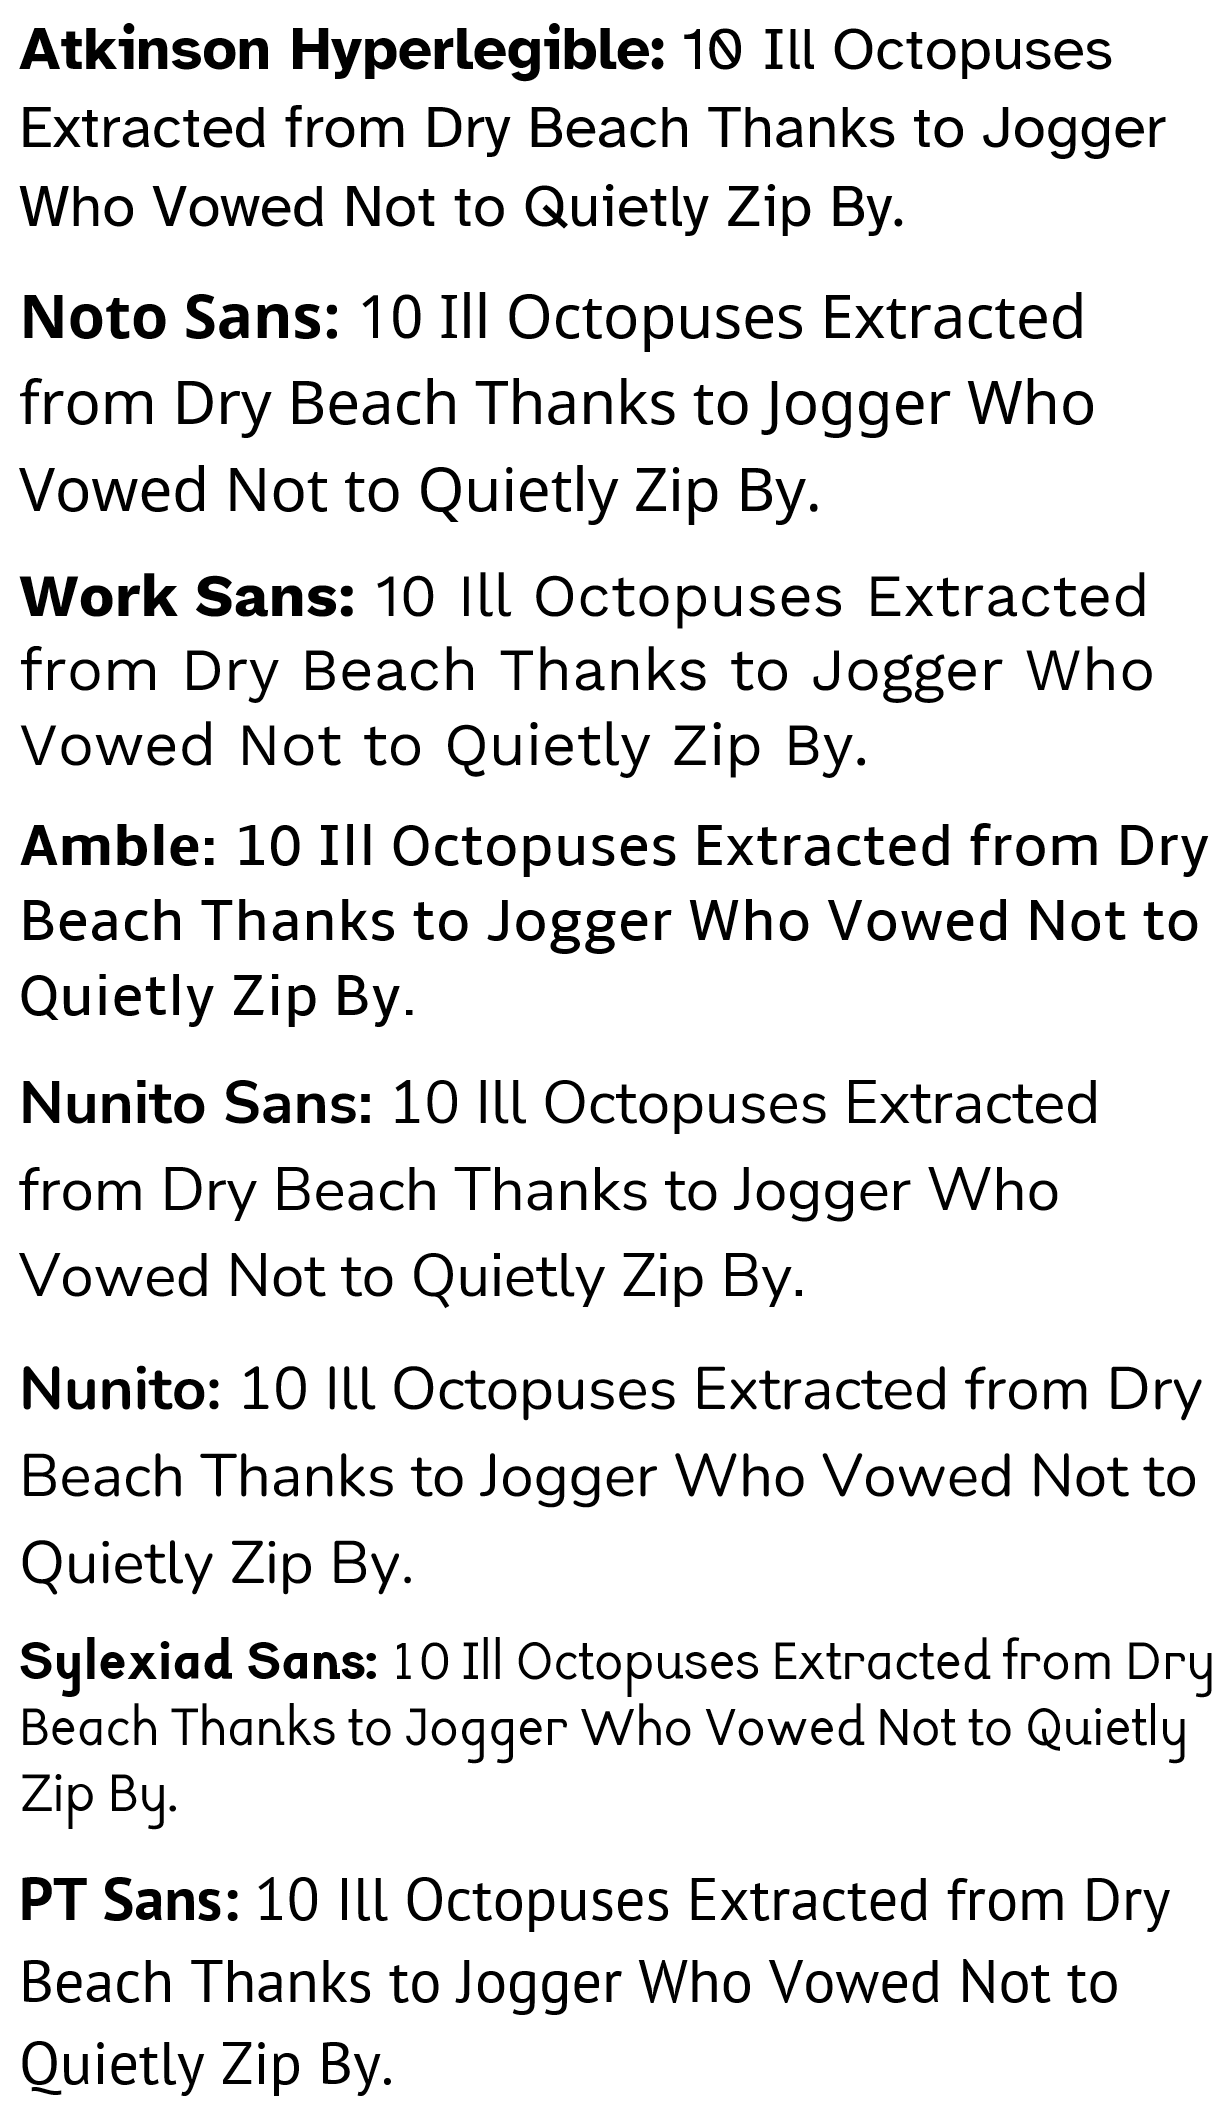 Atkinson Hyperlegible: 10 Ill Octopuses
Extracted from Dry Beach Thanks to Jogger
Who Vowed Not to Quietly Zip By.
Noto Sans: 10 Ill Octopuses Extracted
from Dry Beach Thanks to Jogger Who
Vowed Not to Quietly Zip By.
Work Sans: 10 Ill Octopuses Extracted
from Dry Beach Thanks to Jogger Who
Vowed Not to Quietly Zip By.
Amble: 10 Ill Octopuses Extracted from Dry
Beach Thanks to Jogger Who Vowed Not to
Quietly Zip By.
Nunito Sans: 10 Ill Octopuses Extracted
from Dry Beach Thanks to Jogger Who
Vowed Not to Quietly Zip By.
Nunito: 10 Ill Octopuses Extracted from Dry
Beach Thanks to Jogger Who Vowed Not to
Quietly Zip By.
Sylexiad Sans: 10 Ill Octopuses Extracted from Dry
Beach Thanks to Jogger Who Vowed Not to Quietly
Zip By.
PT Sans: 10 Ill Octopuses Extracted from Dry
Beach Thanks to Jogger Who Vowed Not to
Quietly Zip By.